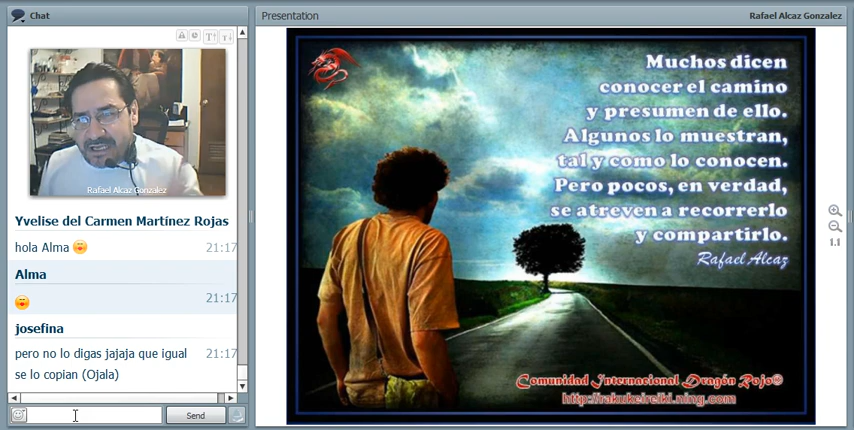 Chat
Rafael Alcaz Gonzalez
Yvelise del Carmen Martínez Rojas
hola Alma
21:17
Alma
21:17
josefina
pero no lo digas jajaja que igual
21:17
se lo copian (Ojala)
Send
Presentation
Rafael Alcaz Gonzalez
Muchos dicen
conocer el camino
y presumen de ello.
Algunos lo muestran,
tal y como lo conocen.
Pero pocos, en verdad,
se atreven a recorrerlo
y compartirlo.
Rafael Alcaz
Comunidad Internacional Dragón Rojo®
http://rakukeireiki.ning.com
1.1